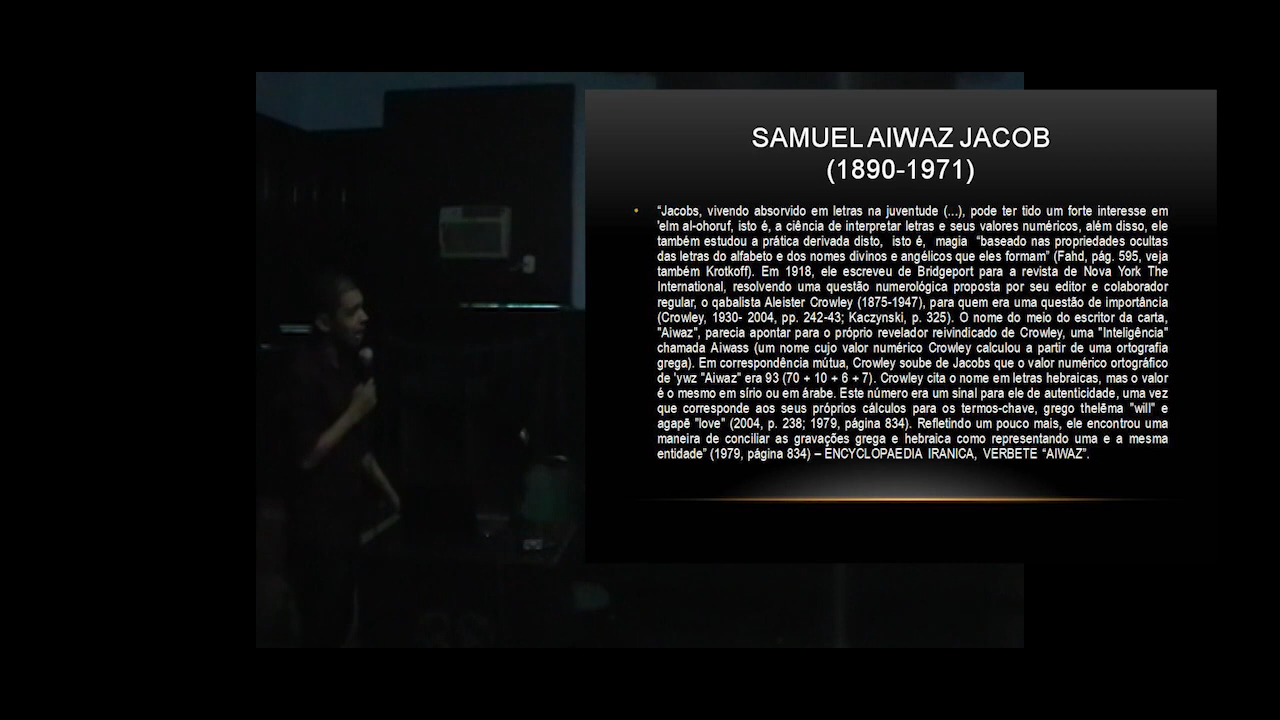 SAMUEL AIWAZ JACOB
(1890-1971)
• “Jacobs, vivendo absorvido em letras na juventude (...), pode ter tido um forte interesse em
'elm al-ohoruf, isto é, a ciência de interpretar letras e seus valores numéricos, além disso, ele
também estudou a prática derivada disto, isto é, magia “baseado nas propriedades ocultas
das letras do alfabeto e dos nomes divinos e angélicos que eles formam” (Fahd, pág. 595, veja
também Krotkoff). Em 1918, ele escreveu de Bridgeport para a revista de Nova York The
International, resolvendo uma questão numerológica proposta por seu editor e colaborador
regular, o qabalista Aleister Crowley (1875-1947), para quem era uma questão de importância
(Crowley, 1930- 2004, pp. 242-43; Kaczynski, p. 325). O nome do meio do escritor da carta,
"Aiwaz", parecia apontar para o próprio revelador reivindicado de Crowley, uma "Inteligência"
chamada Aiwass (um nome cujo valor numérico Crowley calculou a partir de uma ortografia
grega). Em correspondência mútua, Crowley soube de Jacobs que o valor numérico ortográfico
de 'ywz "Aiwaz" era 93 (70 + 10 + 6 + 7). Crowley cita o nome em letras hebraicas, mas o valor
é o mesmo em sírio ou em árabe. Este número era um sinal para ele de autenticidade, uma vez
que corresponde aos seus próprios cálculos para os termos-chave, grego thelēma "will" e
agapē "love" (2004, p. 238; 1979, página 834). Refletindo um pouco mais, ele encontrou uma
maneira de conciliar as gravações grega e hebraica como representando uma e a mesma
entidade” (1979, página 834) – ENCYCLOPAEDIA IRANICA, VERBETE “AIWAZ”.